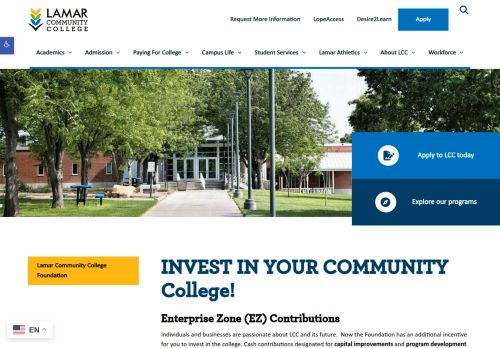 LAMAR
COMMUNITY
COLLEGE
Request More Information LopeAccess Desire2Learn Apply
Academics Admission Paying For College Campus Life Student Services Lamar Athletics About LCC Workforce
Apply to LCC today
Explore our programs
Lamar Community College
Foundation
INVEST IN YOUR COMMUNITY
College!
Enterprise Zone (EZ) Contributions
Individuals and businesses are passionate about LCC and its future. Now the Foundation has an additional incentive
for you to invest in the college. Cash contributions designated for capital improvements and program development
EN